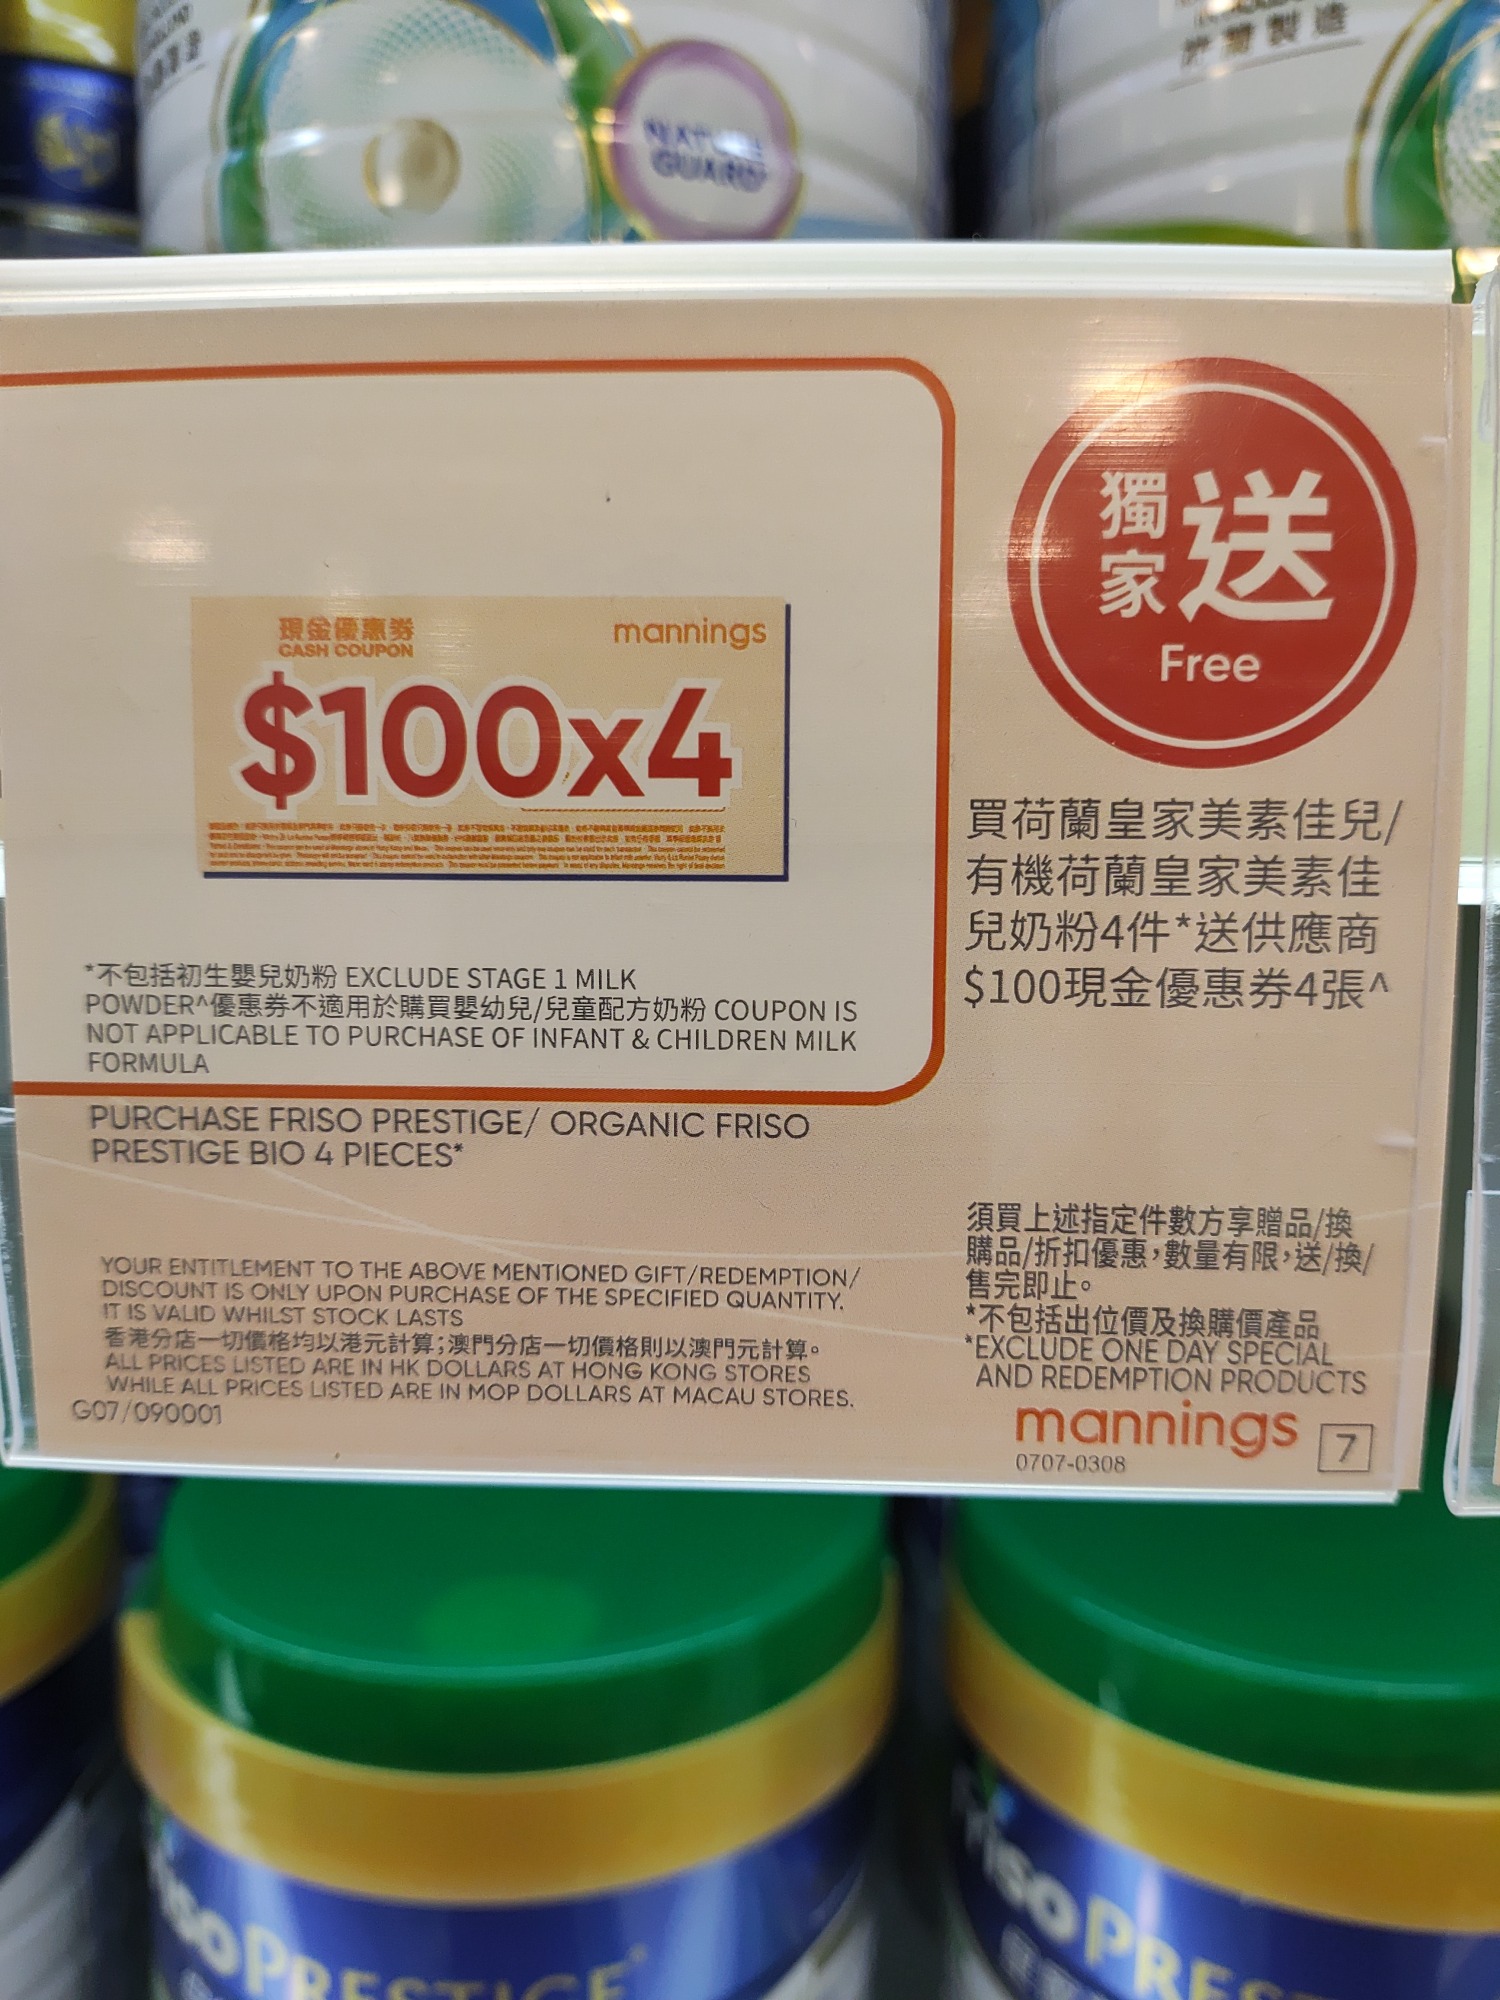 NATURE
GUARD
許蘭製造
獨家送
Free
現金優惠券
CASH COUPON
mannings
$100x4
買荷蘭皇家美素佳兒/
有機荷蘭皇家美素佳
兒奶粉4件*送供應商
$100現金優惠券4張^
*不包括初生嬰兒奶粉 EXCLUDE STAGE 1 MILK
POWDER^優惠券不適用於購買嬰幼兒/兒童配方奶粉 COUPON IS
NOT APPLICABLE TO PURCHASE OF INFANT & CHILDREN MILK
FORMULA
PURCHASE FRISO PRESTIGE/ ORGANIC FRISO
PRESTIGE BIO 4 PIECES*
YOUR ENTITLEMENT TO THE ABOVE MENTIONED GIFT/REDEMPTION/
DISCOUNT IS ONLY UPON PURCHASE OF THE SPECIFIED QUANTITY.
IT IS VALID WHILST STOCK LASTS
香港分店一切價格均以港元計算;澳門分店一切價格則以澳門元計算。
ALL PRICES LISTED ARE IN HK DOLLARS AT HONG KONG STORES
WHILE ALL PRICES LISTED ARE IN MOP DOLLARS AT MACAU STORES.
G07/090001
須買上述指定件數方享贈品/換
購品/折扣優惠,數量有限,送/換/
售完即止。
*不包括出位價及換購價產品
*EXCLUDE ONE DAY SPECIAL
AND REDEMPTION PRODUCTS
mannings
0707-0308
7
PRESTIGE